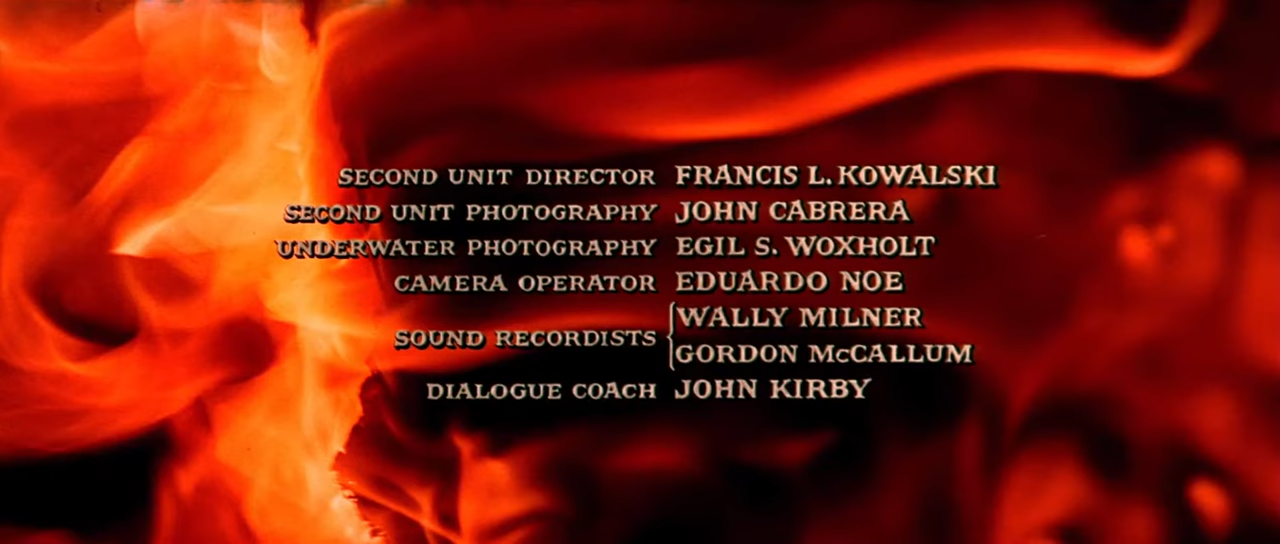 SECOND UNIT DIRECTOR FRANCIS L. KOWALSKI
SECOND UNIT PHOTOGRAPHY JOHN CABRERA
UNDERWATER PHOTOGRAPHY EGIL S. WOXHOLT
CAMERA OPERATOR EDUARDO NOE
SOUND RECORDISTS WALLY MILNER
GORDON McCALLUM
DIALOGUE COACH JOHN KIRBY